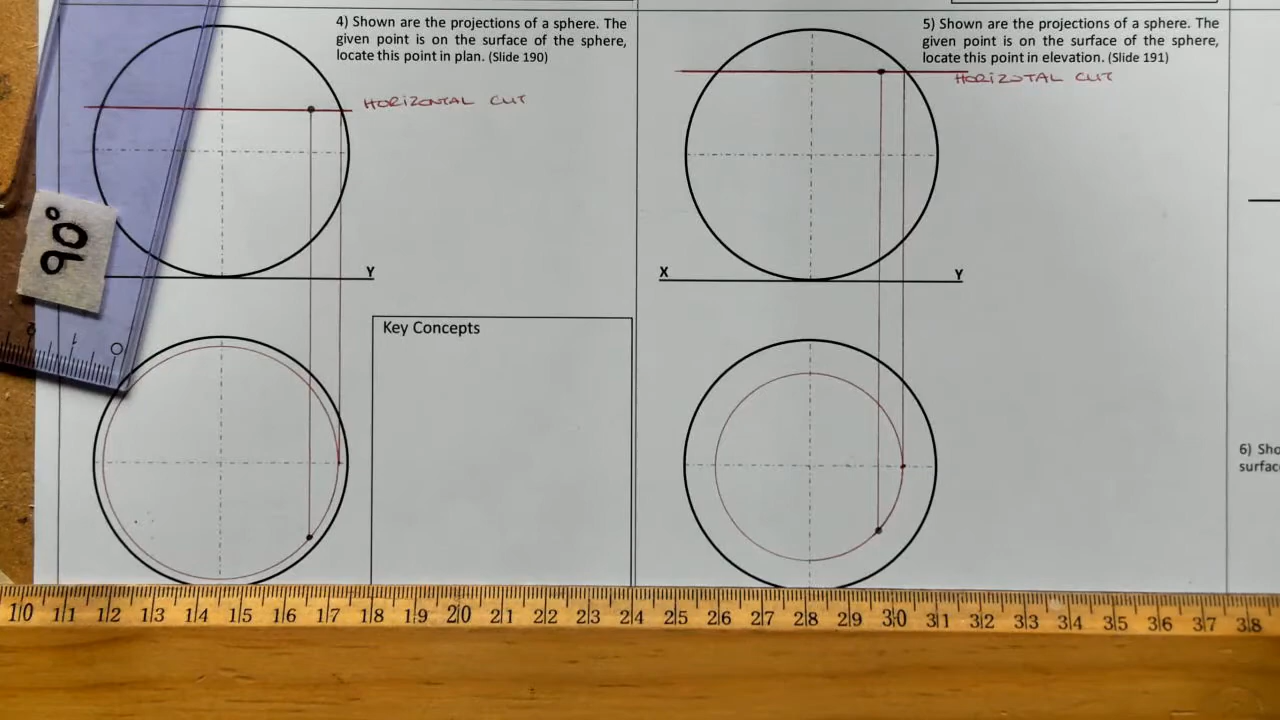 4) Shown are the projections of a sphere. The
given point is on the surface of the sphere,
locate this point in plan. (Slide 190)
HORIZONTAL CUT
90°
Y
0
Key Concepts
5) Shown are the projections of a sphere. The
given point is on the surface of the sphere,
locate this point in elevation. (Slide 191)
HORIZOTAL CUT
X Y
6) Sho
surfac
10 11 12 13 14 15 16 17 18 19 20 21 22 23 24 25 26 27 28 29 30 31 32 33 34 35 36 37 38